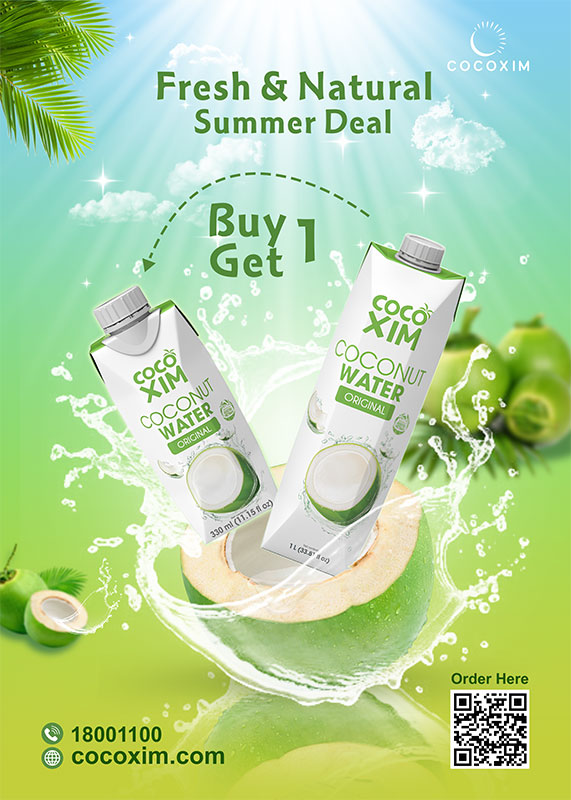 COCOXIM
Fresh & Natural
Summer Deal
Buy 1
Get
COCO
XIM
COCONUT
WATER
ORIGINAL
330 ml (11.15 fl oz)
COCO
XIM
COCONUT
WATER
ORIGINAL
Order Here
18001100
cocoxim.com